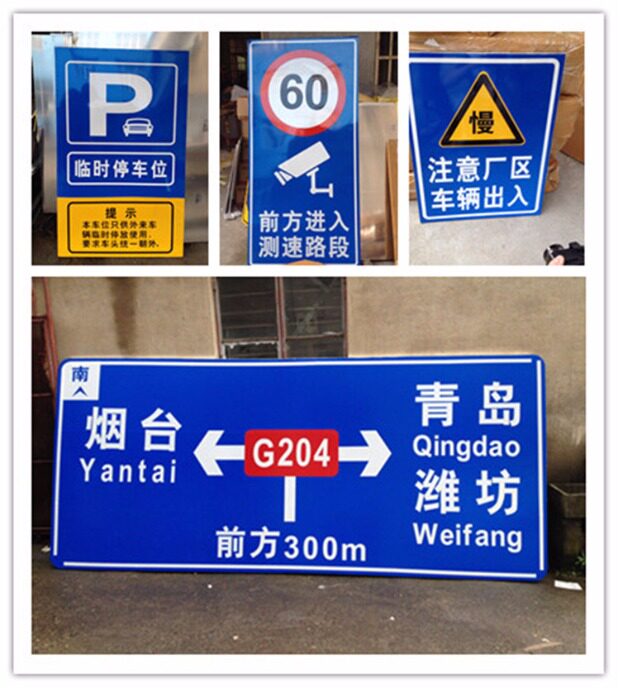 P
临时停车位
提示
本车位只供外来车
辆临时停放使用，
要求车头统一朝外。
60
前方进入
测速路段
慢
注意厂区
车辆出入
南
烟台
Yantai
G204
青岛
Qingdao
潍坊
Weifang
前方300m